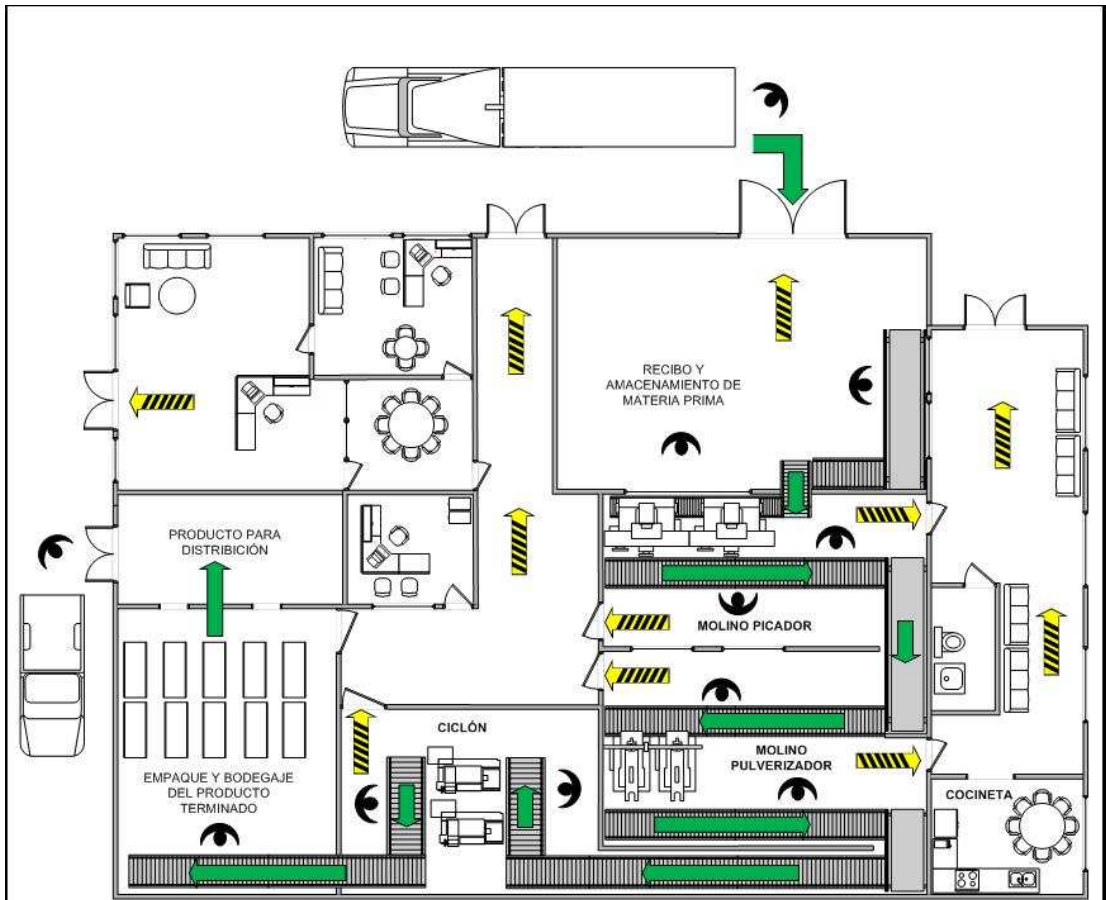 RECIBO Y
AMACENAMIENTO DE
MATERIA PRIMA
PRODUCTO PARA
DISTRIBICIÓN
MOLINO PICADOR
CICLÓN
MOLINO
PULVERIZADOR
EMPAQUE Y BODEGAJE
DEL PRODUCTO
TERMINADO
COCINETA